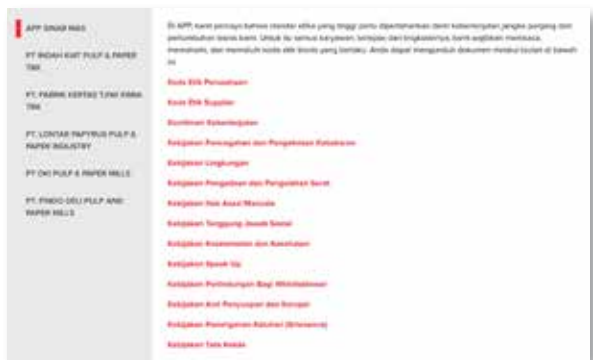 APP SINAR MAS
PT INDAH KIAT PULP & PAPER
TBK
PT. PABRIK KERTAS TJIWI KIMIA
TBK
PT. LONTAR PAPYRUS PULP &
PAPER INDUSTRY
PT OKI PULP & PAPER MILLS
PT. PINDO DELI PULP AND
PAPER MILLS
Di APP, kami percaya bahwa standar etika yang tinggi perlu dipertahankan demi keberlanjutan jangka panjang dan
pertumbuhan bisnis kami. Untuk itu semua karyawan, terlepas dari tingkatannya, kami wajibkan membaca,
memahami, dan mematuhi kode etik bisnis yang berlaku. Anda dapat mengunduh dokumen melalui tautan di bawah
ini
Kode Etik Perusahaan
Kode Etik Supplier
Komitmen Keberlanjutan
Kebijakan Pencegahan dan Pengelolaan Kebakaran
Kebijakan Lingkungan
Kebijakan Pengadaan dan Pengolahan Serat
Kebijakan Hak Asasi Manusia
Kebijakan Tanggung Jawab Sosial
Kebijakan Keselamatan dan Kesehatan
Kebijakan Speak Up
Kebijakan Perlindungan Bagi Whistleblower
Kebijakan Anti Penyuapan dan Korupsi
Kebijakan Penanganan Keluhan (Grievance)
Kebijakan Tata Kelola